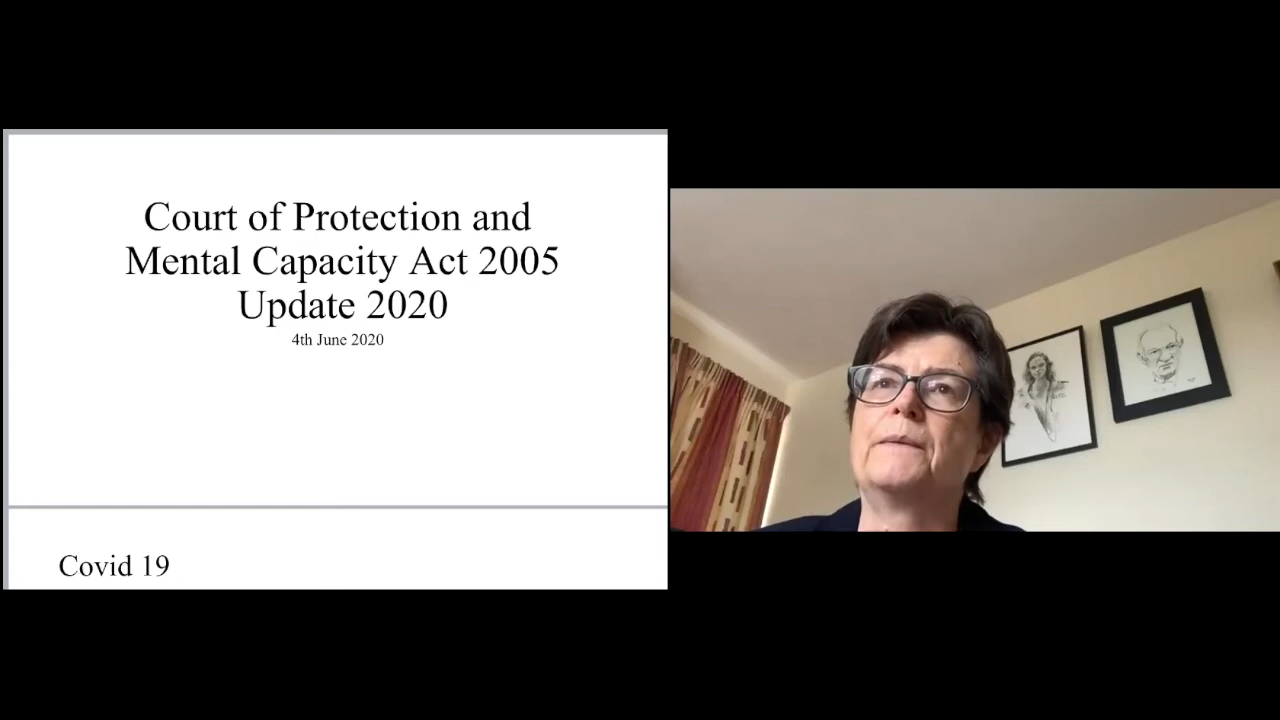 Court of Protection and
Mental Capacity Act 2005
Update 2020
4th June 2020
Covid 19